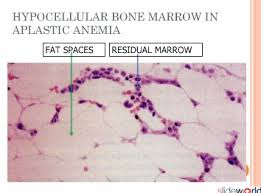 HYPOCELLULAR BONE MARROW IN
APLASTIC ANEMIA
FAT SPACES
RESIDUAL MARROW
slideworld